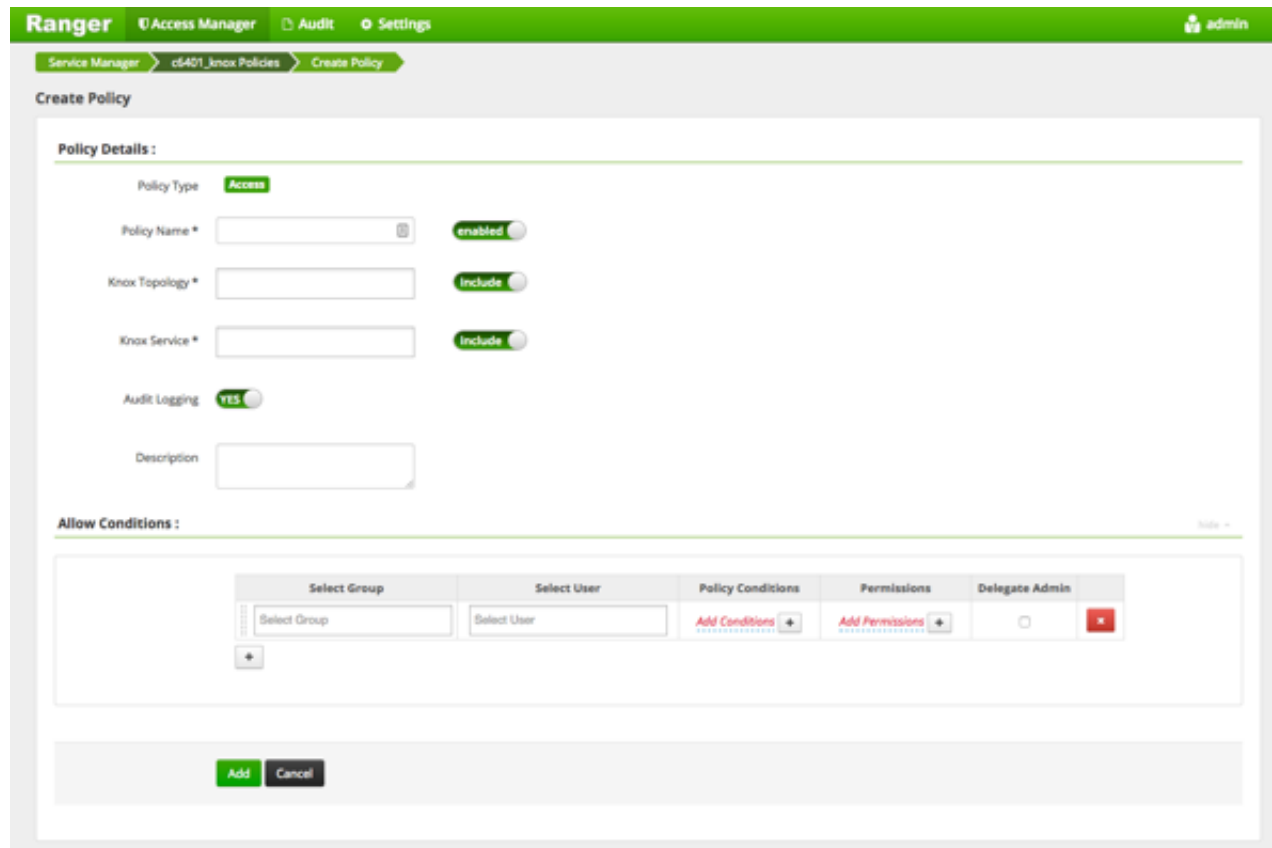 Ranger Access Manager Audit Settings admin
Service Manager c6401_knox Policies Create Policy
Create Policy
Policy Details :
Policy Type Access
Policy Name * enabled
Knox Topology * include
Knox Service * include
Audit Logging YES
Description
Allow Conditions : hide
Select Group Select User Policy Conditions Permissions Delegate Admin
Select Group Select User Add Conditions + Add Permissions + ×
+
Add Cancel